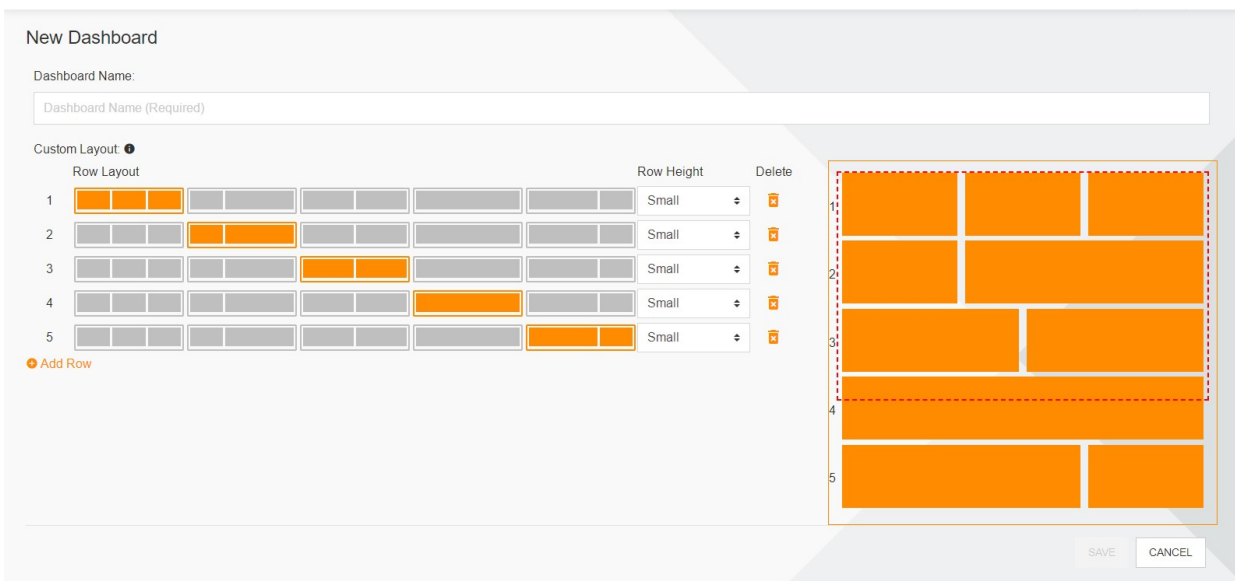 New Dashboard
Dashboard Name:
Dashboard Name (Required)
Custom Layout:
Row Layout Row Height Delete
1 Small
2 Small
3 Small
4 Small
5 Small
Add Row
1
2
3
4
5
SAVE CANCEL